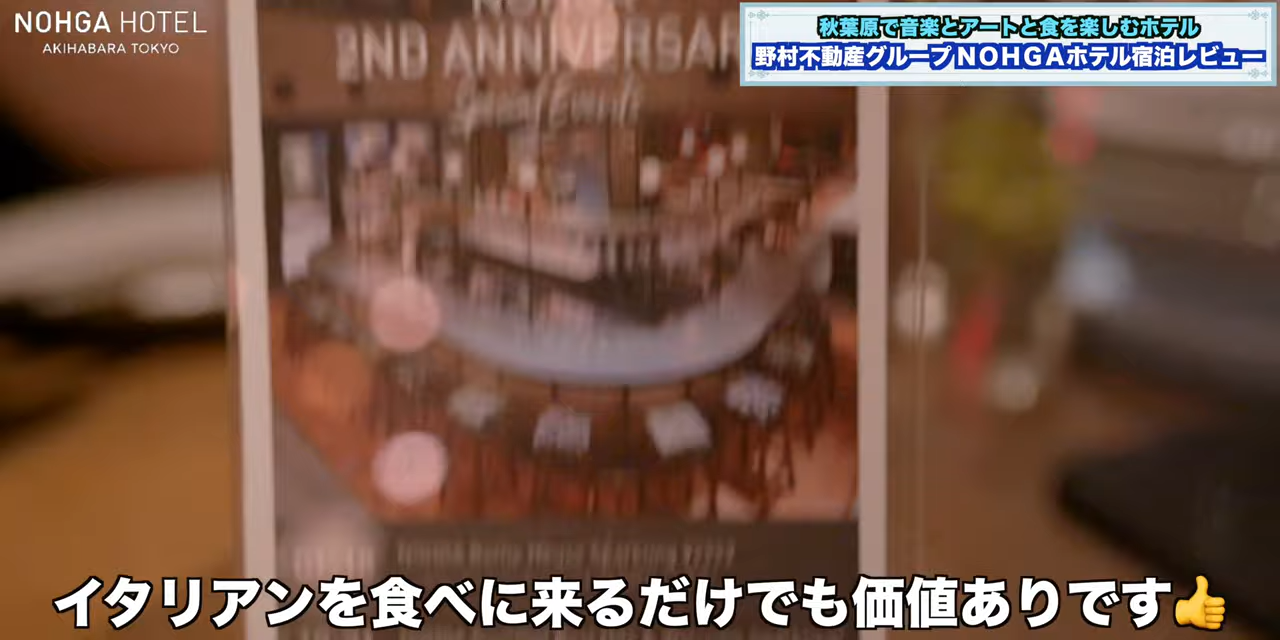 NOHGA HOTEL
AKIHABARA TOKYO
秋葉原で音楽とアートと食を楽しむホテル
野村不動産グループNOHGAホテル宿泊レビュー
2ND ANNIVERSARY
Special Events
イタリアンを食べに来るだけでも価値ありです👍